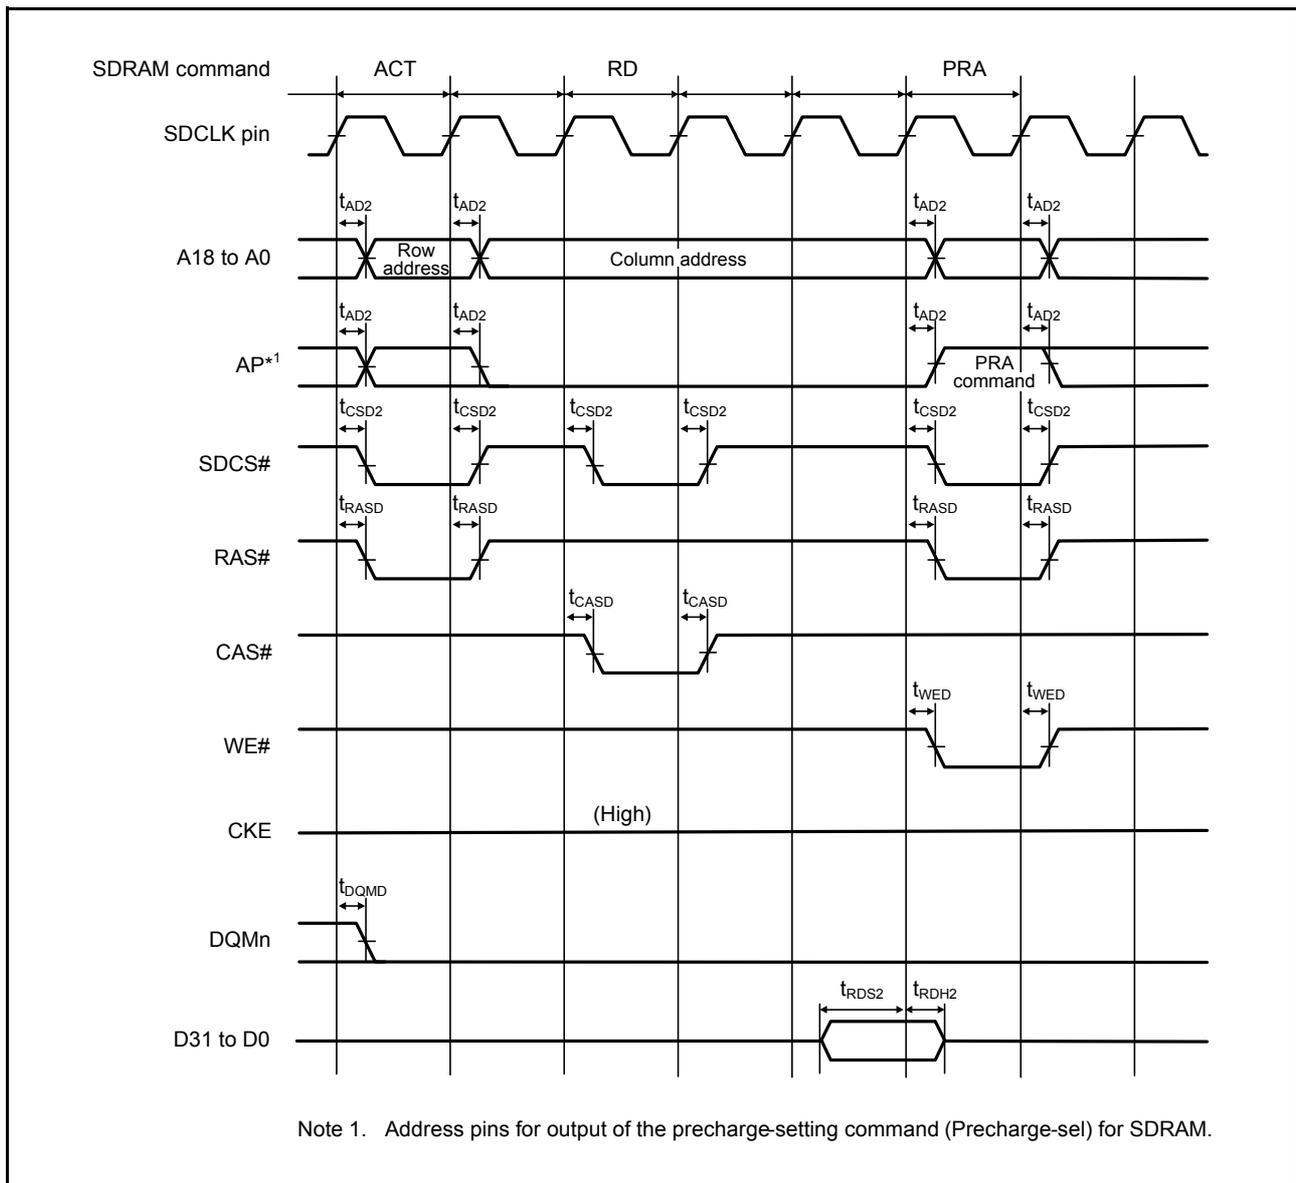 SDRAM command ACT RD PRA
SDCLK pin
tAD2 tAD2 tAD2 tAD2
A18 to A0
Row address
Column address
tAD2 tAD2 tAD2 tAD2
AP*1
PRA command
tCSD2 tCSD2 tCSD2 tCSD2 tCSD2 tCSD2
SDCS#
tRASD tRASD tRASD tRASD
RAS#
tCASD tCASD
CAS#
tWED tWED
WE#
(High)
CKE
tDQMD
DQMn
tRDS2 tRDH2
D31 to D0
Note 1. Address pins for output of the precharge-setting command (Precharge-sel) for SDRAM.